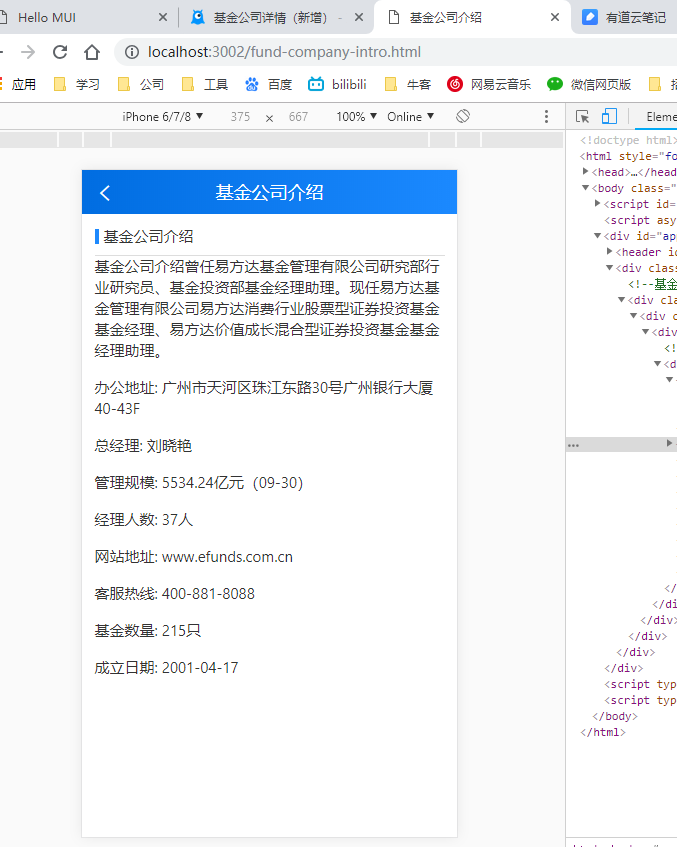 Hello MUI
基金公司详情（新增） -
基金公司介绍
有道云笔记
localhost:3002/fund-company-intro.html
应用 学习 公司 工具 百度 bilibili 牛客 网易云音乐 微信网页版
iPhone 6/7/8 ▼ 375 × 667 100% ▼ Online ▼
Eleme
基金公司介绍
基金公司介绍
基金公司介绍曾任易方达基金管理有限公司研究部行
业研究员、基金投资部基金经理助理。现任易方达基
金管理有限公司易方达消费行业股票型证券投资基金
基金经理、易方达价值成长混合型证券投资基金基金
经理助理。
办公地址: 广州市天河区珠江东路30号广州银行大厦
40-43F
总经理: 刘晓艳
管理规模: 5534.24亿元（09-30）
经理人数: 37人
网站地址: www.efunds.com.cn
客服热线: 400-881-8088
基金数量: 215只
成立日期: 2001-04-17
<!doctype html>
<html style="fo
<head>…</head
<body class="
<script id=
<script asy
<div id="ap
<header i
<div clas
<!--基金
<div cla
<div c
<div
<!
<d
<
…
</
</di
</div>
</div>
</div>
</div>
<script typ
<script typ
</body>
</html>